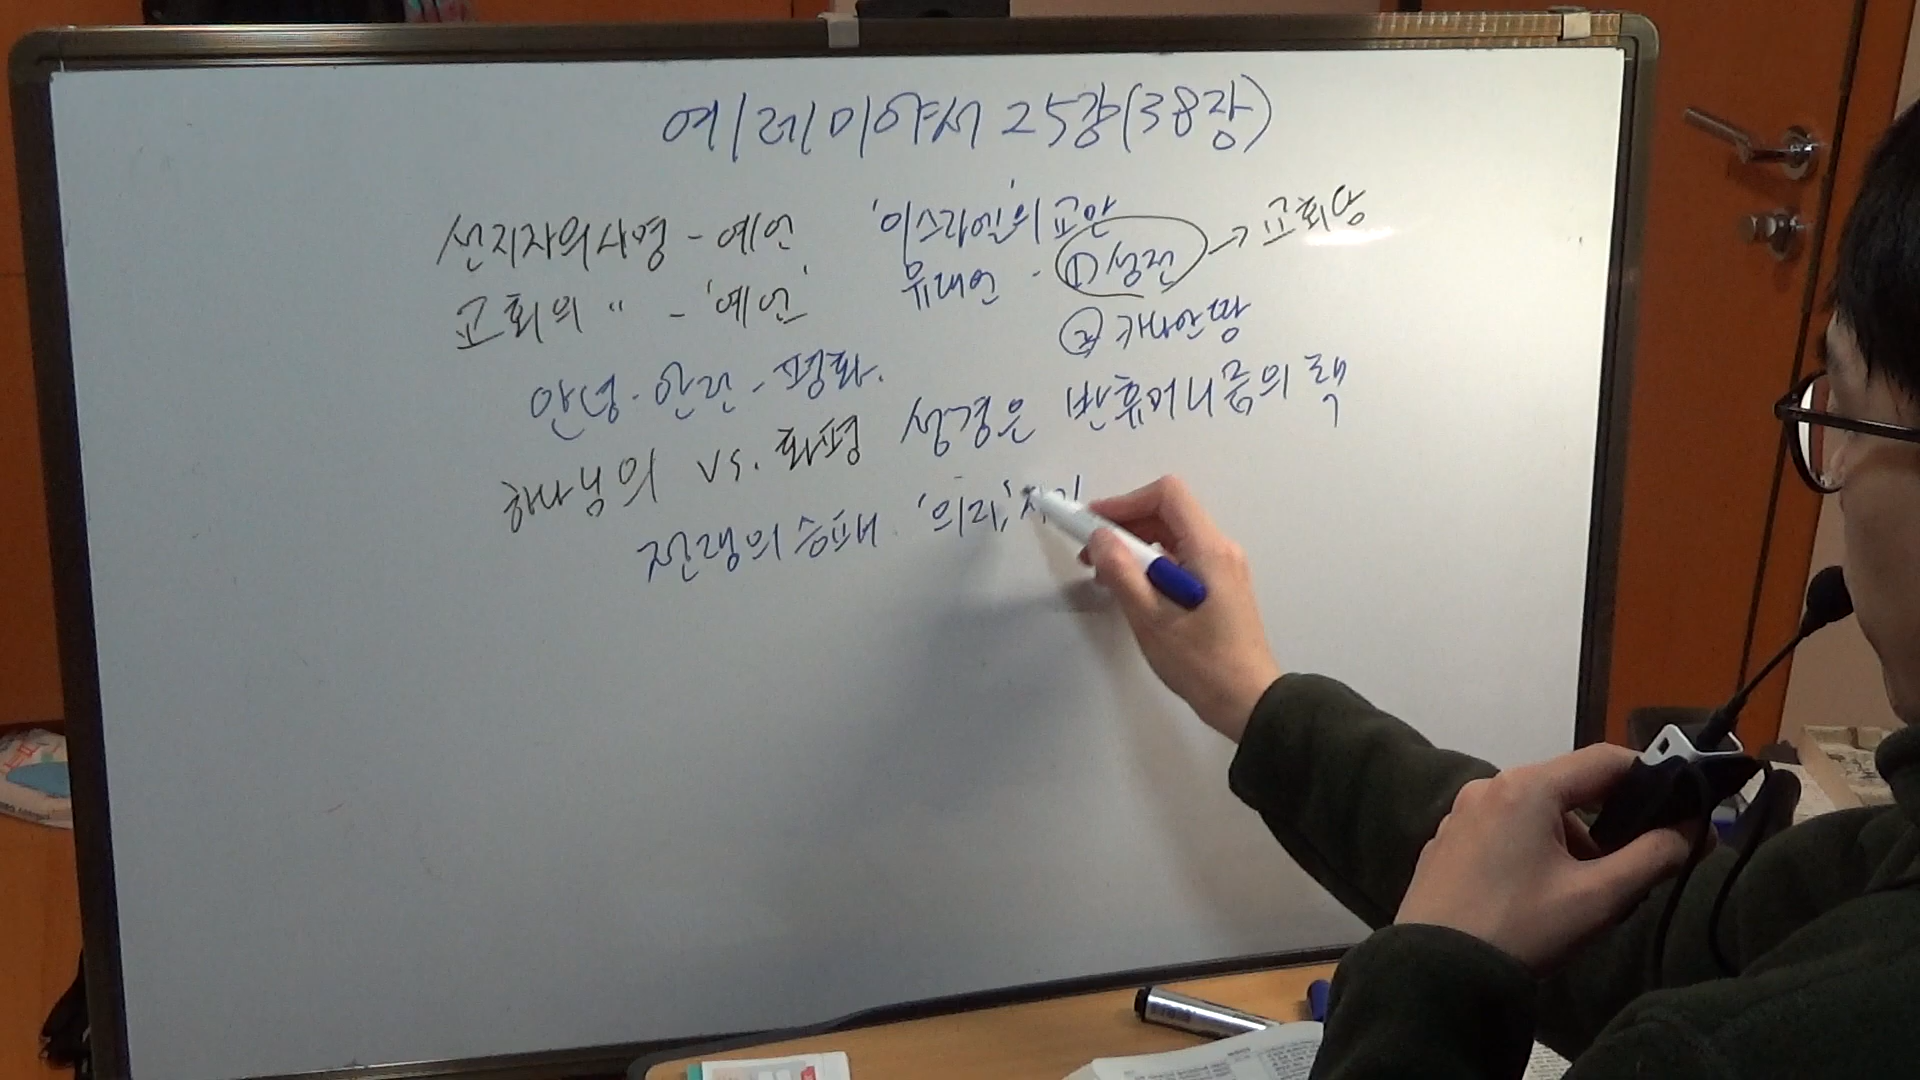 예레미야서 25강(38장)
선지자의 사명 - 예언
교회의 〃 - '예언'
안녕 - 안전 - 평화.
하나님의 vs. 화평
'이스라엘'의 교만
유대인 - ① 성전 → 교회당
② 가나안 땅
성경은 반휴머니즘의 책
전쟁의 승패 '의리,'